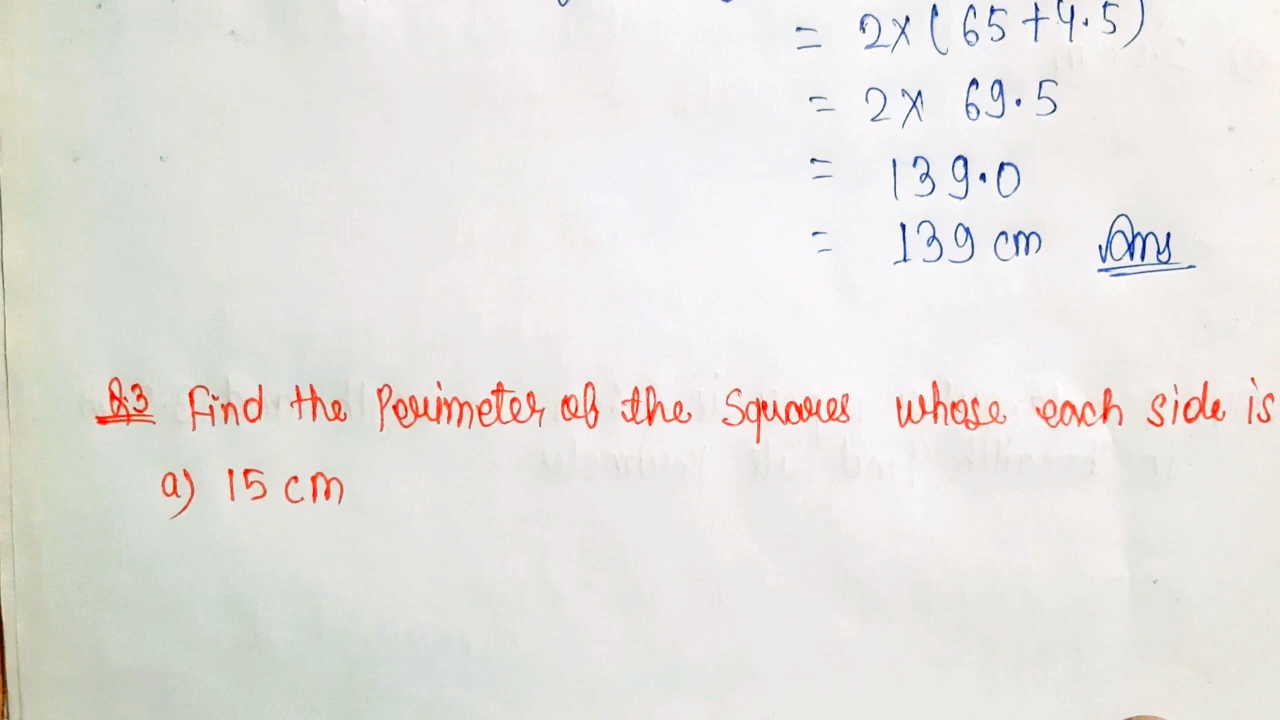 = 2x(65+4.5)
= 2x 69.5
= 139.0
= 139 cm Ans
Q.3 Find the Perimeter of the Squares whose each side is
a) 15 cm